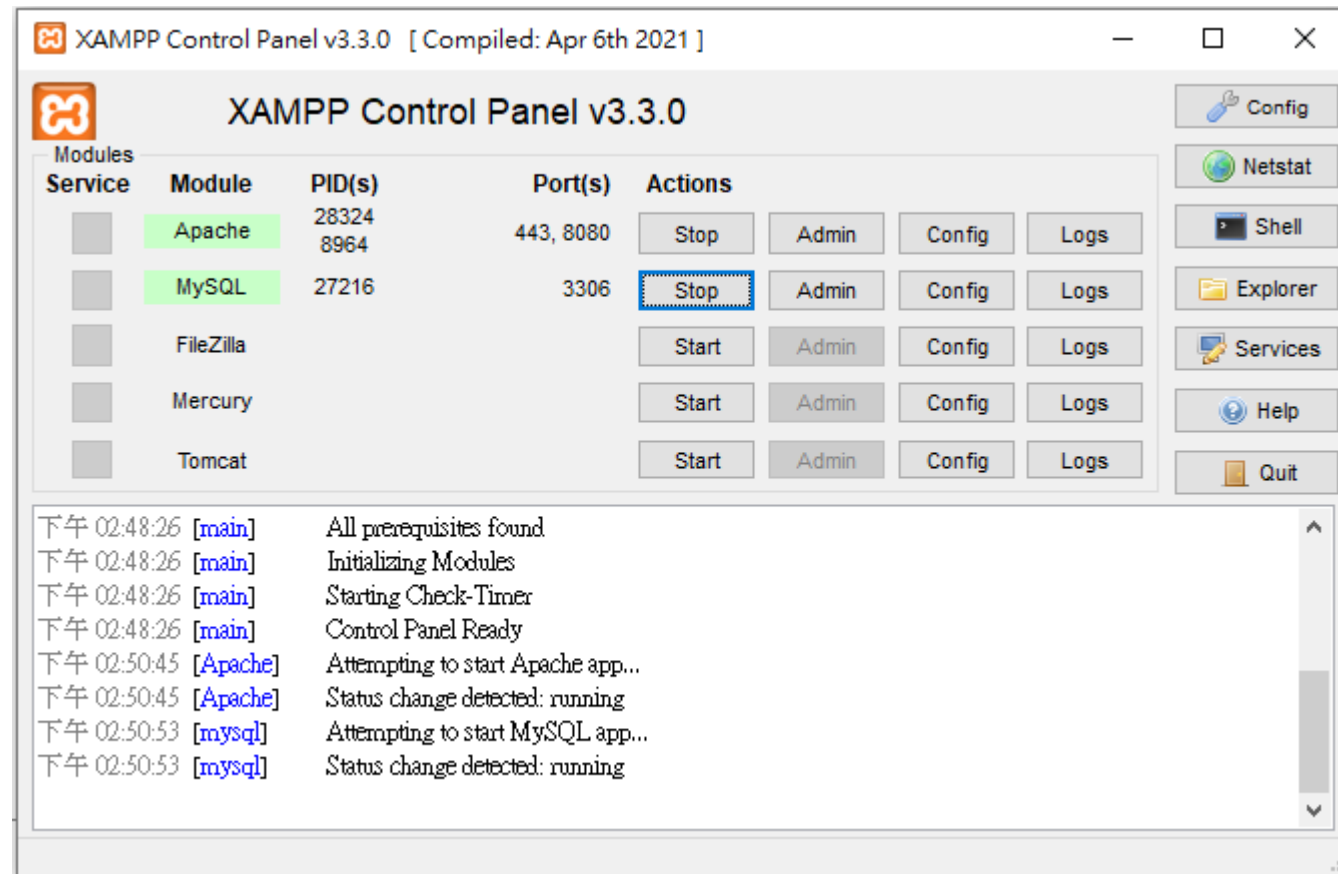 XAMPP Control Panel v3.3.0 [ Compiled: Apr 6th 2021 ]
XAMPP Control Panel v3.3.0
Config
Modules
Service Module PID(s) Port(s) Actions
Netstat
Apache 28324 8964 443, 8080 Stop Admin Config Logs
Shell
MySQL 27216 3306 Stop Admin Config Logs
Explorer
FileZilla Start Admin Config Logs
Services
Mercury Start Admin Config Logs
Help
Tomcat Start Admin Config Logs
Quit
下午 02:48:26 [main] All prerequisites found
下午 02:48:26 [main] Initializing Modules
下午 02:48:26 [main] Starting Check-Timer
下午 02:48:26 [main] Control Panel Ready
下午 02:50:45 [Apache] Attempting to start Apache app...
下午 02:50:45 [Apache] Status change detected: running
下午 02:50:53 [mysql] Attempting to start MySQL app...
下午 02:50:53 [mysql] Status change detected: running